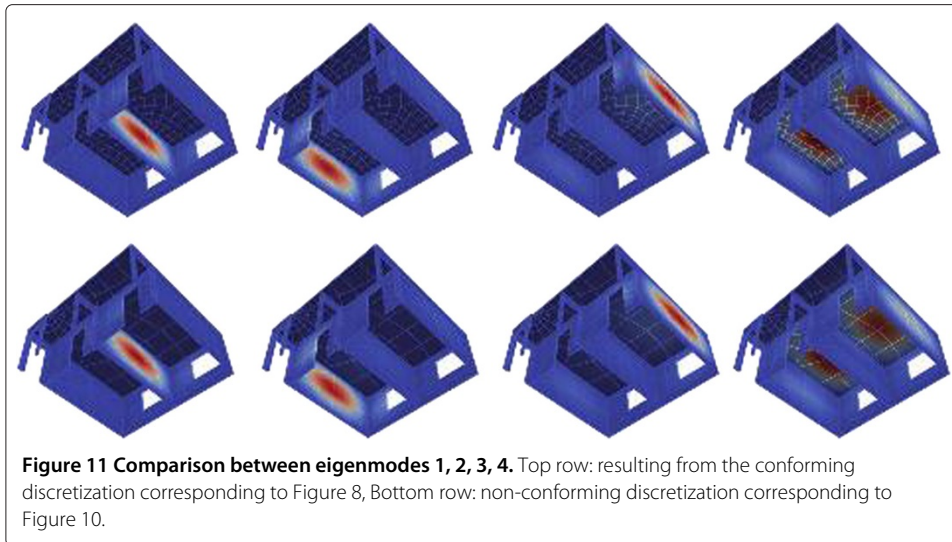 Figure 11 Comparison between eigenmodes 1, 2, 3, 4. Top row: resulting from the conforming
discretization corresponding to Figure 8, Bottom row: non-conforming discretization corresponding to
Figure 10.